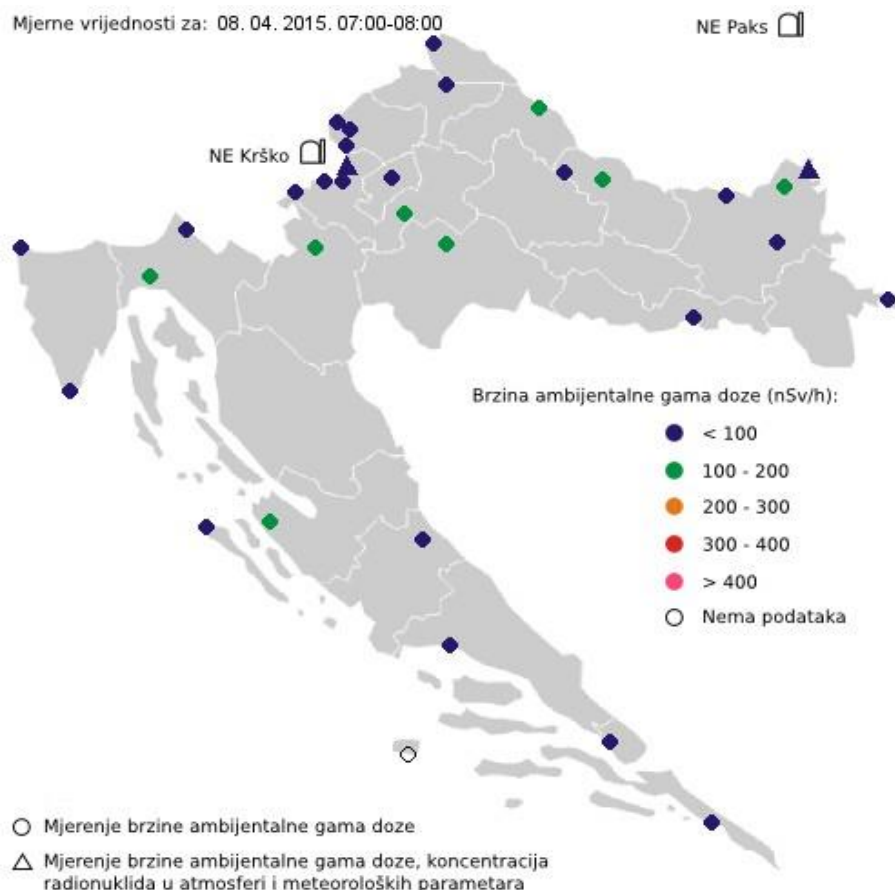 Mjerne vrijednosti za: 08. 04. 2015. 07:00-08:00
NE Paks
NE Krško
Brzina ambijentalne gama doze (nSv/h):
< 100
100 - 200
200 - 300
300 - 400
> 400
Nema podataka
Mjerenje brzine ambijentalne gama doze
Mjerenje brzine ambijentalne gama doze, koncentracija
radionuklida u atmosferi i meteoroloških parametara